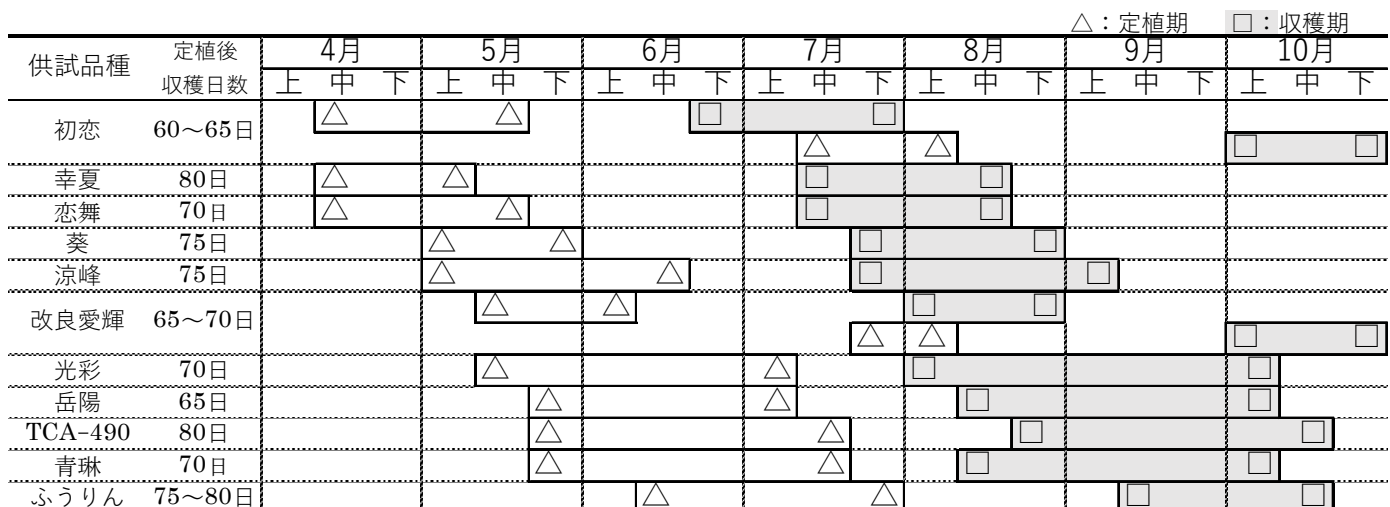 △：定植期 □：収穫期
供試品種 定植後収穫日数 4月 5月 6月 7月 8月 9月 10月
上 中 下 上 中 下 上 中 下 上 中 下 上 中 下 上 中 下 上 中 下
初恋 60～65日 △ △ □ □
△ △ □ □
幸夏 80日 △ △ □ □
恋舞 70日 △ △ □ □
葵 75日 △ △ □ □
涼峰 75日 △ △ □ □
改良愛輝 65～70日 △ △ □ □
△ △ □ □
光彩 70日 △ △ □ □
岳陽 65日 △ △ □ □
TCA-490 80日 △ △ □ □
青琳 70日 △ △ □ □
ふうりん 75～80日 △ △ □ □